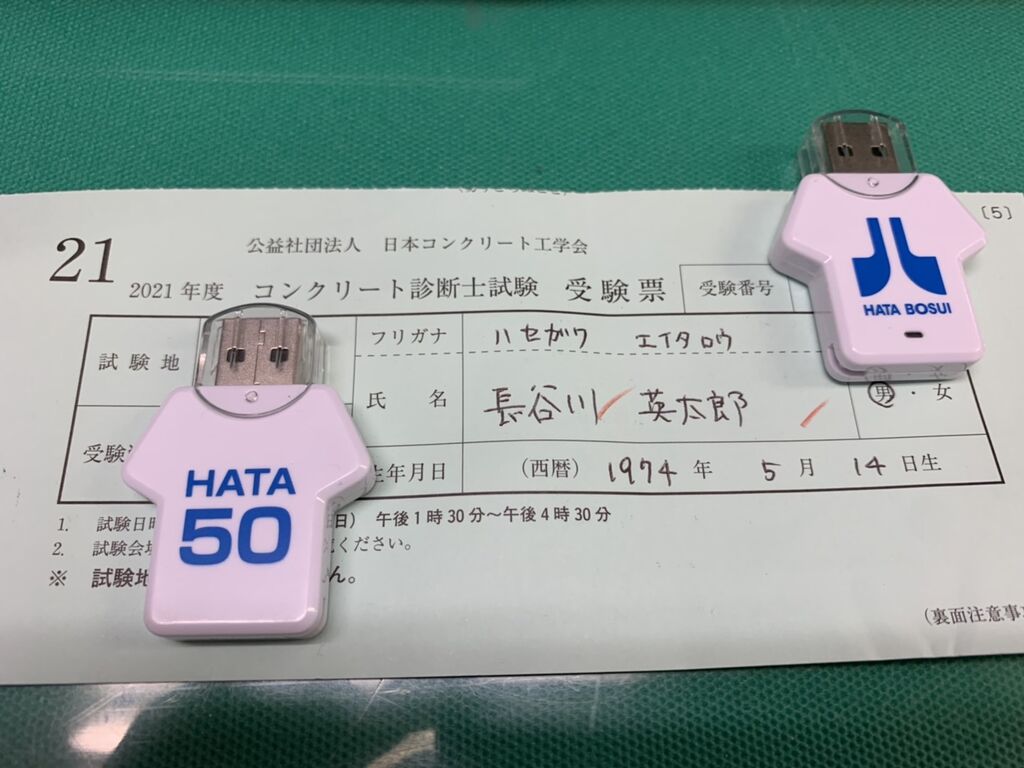 [5]
21
公益社団法人 日本コンクリート工学会
2021年度 コンクリート診断士試験 受験票 受験番号
試験地 フリガナ ハセガワ エイタロウ
氏名 長谷川 英太郎 男・女
受験 生年月日 (西暦) 1974年 5月 14日生
1. 試験日 日) 午後1時30分~午後4時30分
2. 試験会 ください。
※ 試験地 ん。
(裏面注意事
HATA
50
HATA BOSUI